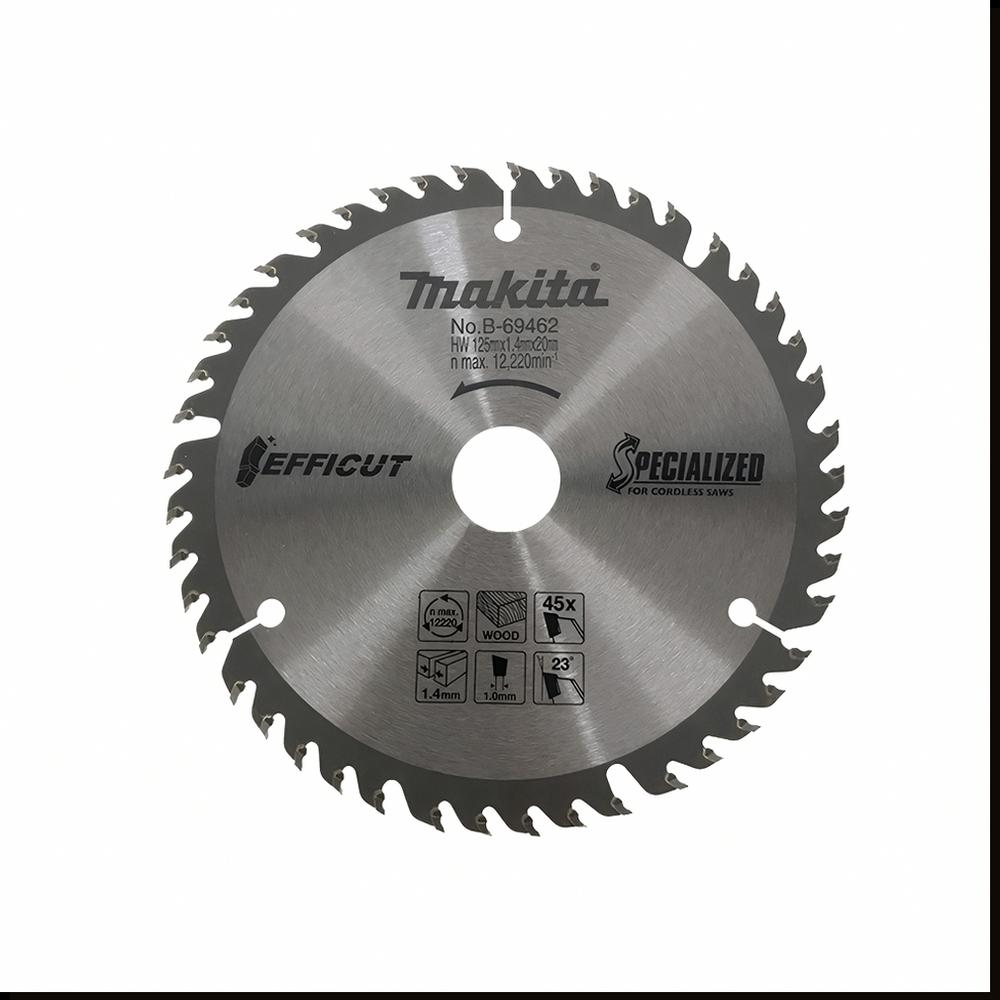 makita®
No.B-69462
HW 125mmx1.4mmx20mm
n max. 12,220min-1
EFFICUT
SPECIALIZED
FOR CORDLESS SAWS
n max.
12220
WOOD
45x
1.4mm
1.0mm
23°